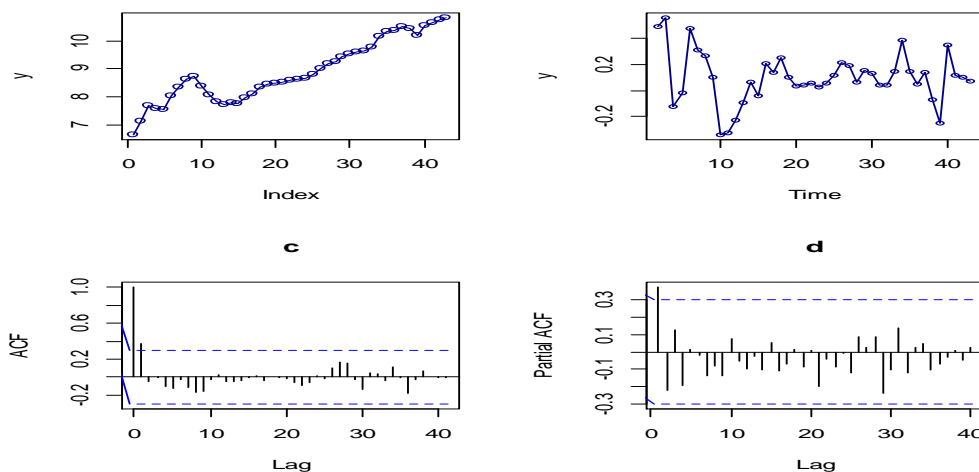 y
7 8 9 10
0 10 20 30 40
Index
y
-0.2 0.2
10 20 30 40
Time
c
ACF
-0.2 0.2 0.6 1.0
0 10 20 30 40
Lag
d
Partial ACF
-0.3 -0.1 0.1 0.3
0 10 20 30 40
Lag